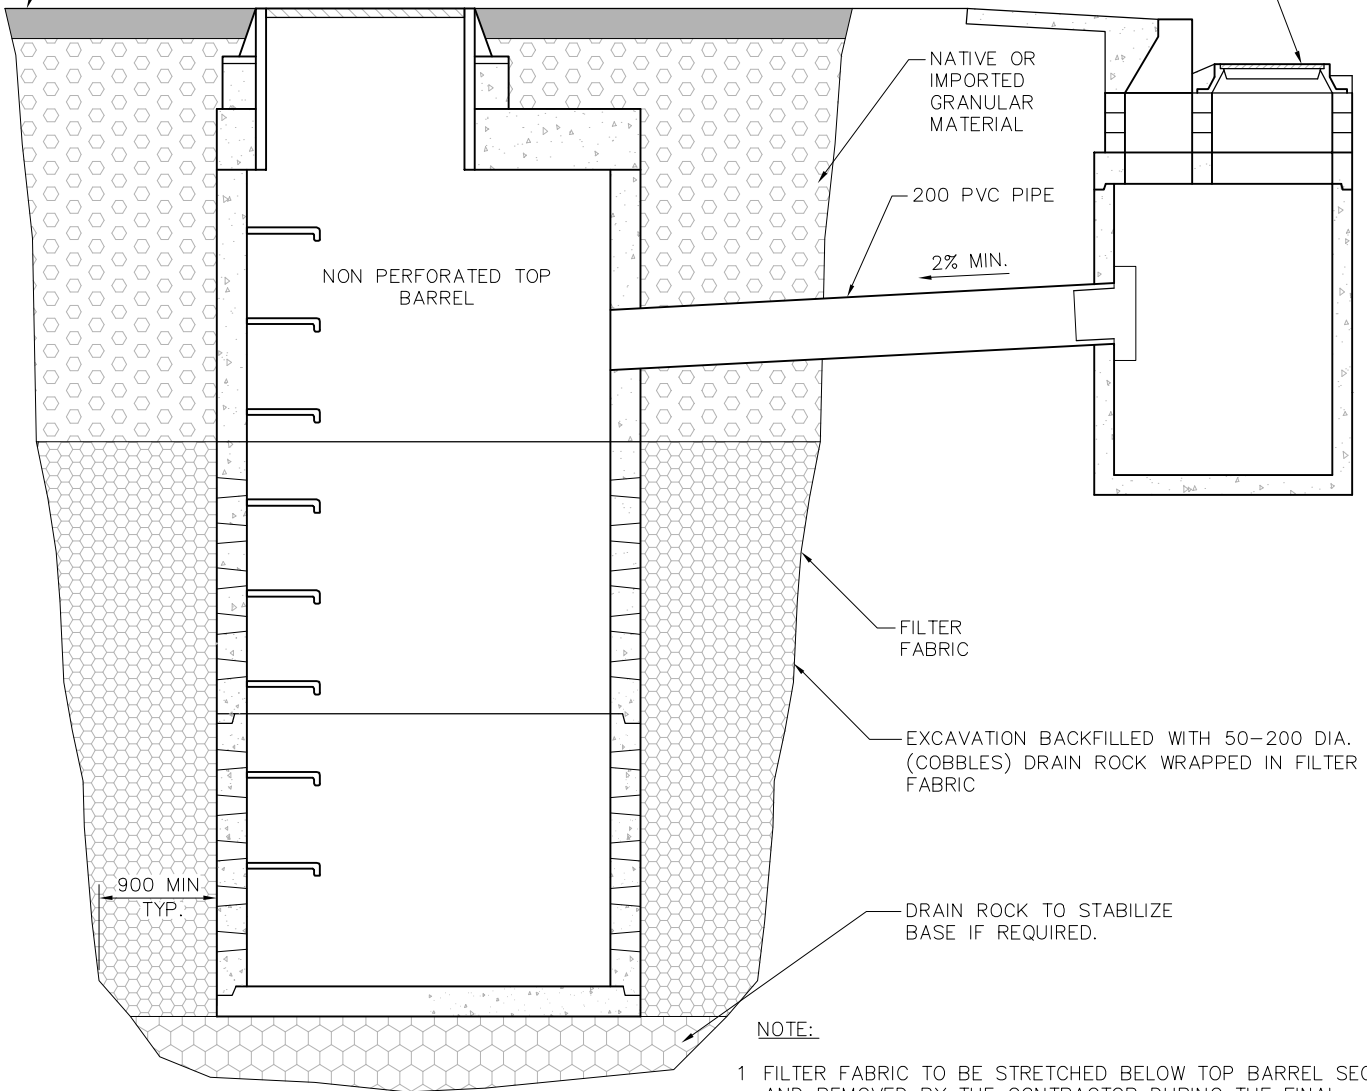 NATIVE OR
IMPORTED
GRANULAR
MATERIAL
200 PVC PIPE
2% MIN.
NON PERFORATED TOP
BARREL
FILTER
FABRIC
EXCAVATION BACKFILLED WITH 50-200 DIA.
(COBBLES) DRAIN ROCK WRAPPED IN FILTER
FABRIC
900 MIN
TYP.
DRAIN ROCK TO STABILIZE
BASE IF REQUIRED.
NOTE:
1 FILTER FABRIC TO BE STRETCHED BELOW TOP BARREL
AND REMOVED BY THE CONTRACTOR DURING THE FINAL